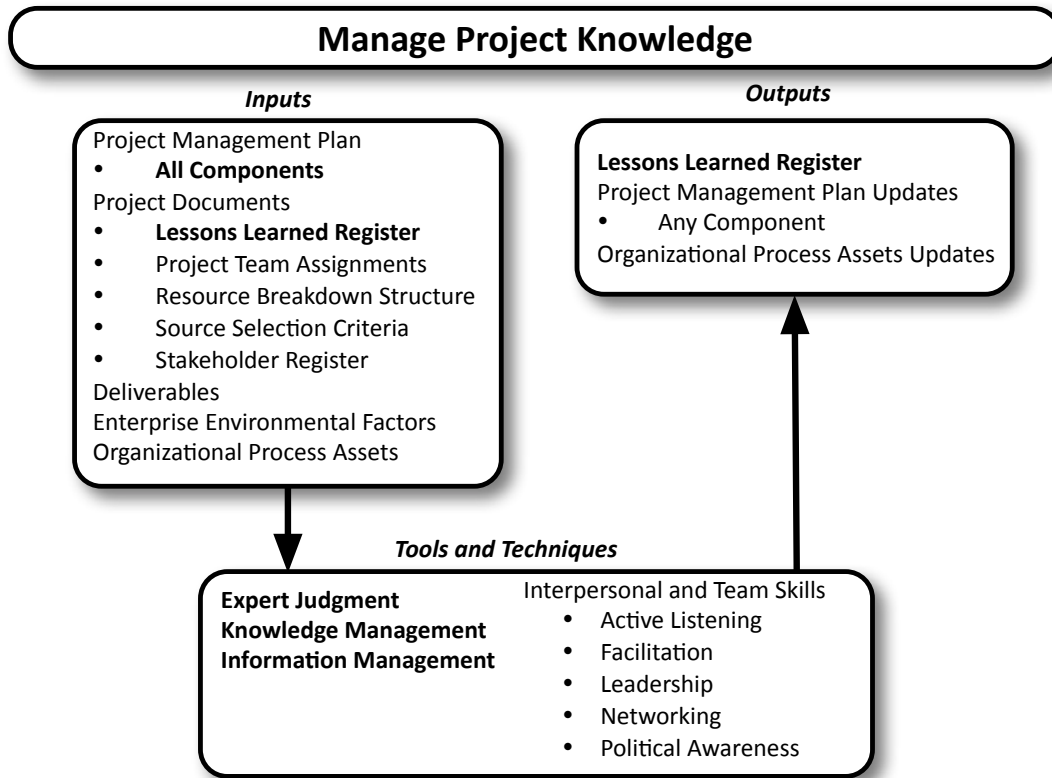 Manage Project Knowledge
Inputs
Project Management Plan
• All Components
Project Documents
• Lessons Learned Register
• Project Team Assignments
• Resource Breakdown Structure
• Source Selection Criteria
• Stakeholder Register
Deliverables
Enterprise Environmental Factors
Organizational Process Assets
Outputs
Lessons Learned Register
Project Management Plan Updates
• Any Component
Organizational Process Assets Updates
Tools and Techniques
Expert Judgment
Knowledge Management
Information Management
Interpersonal and Team Skills
• Active Listening
• Facilitation
• Leadership
• Networking
• Political Awareness